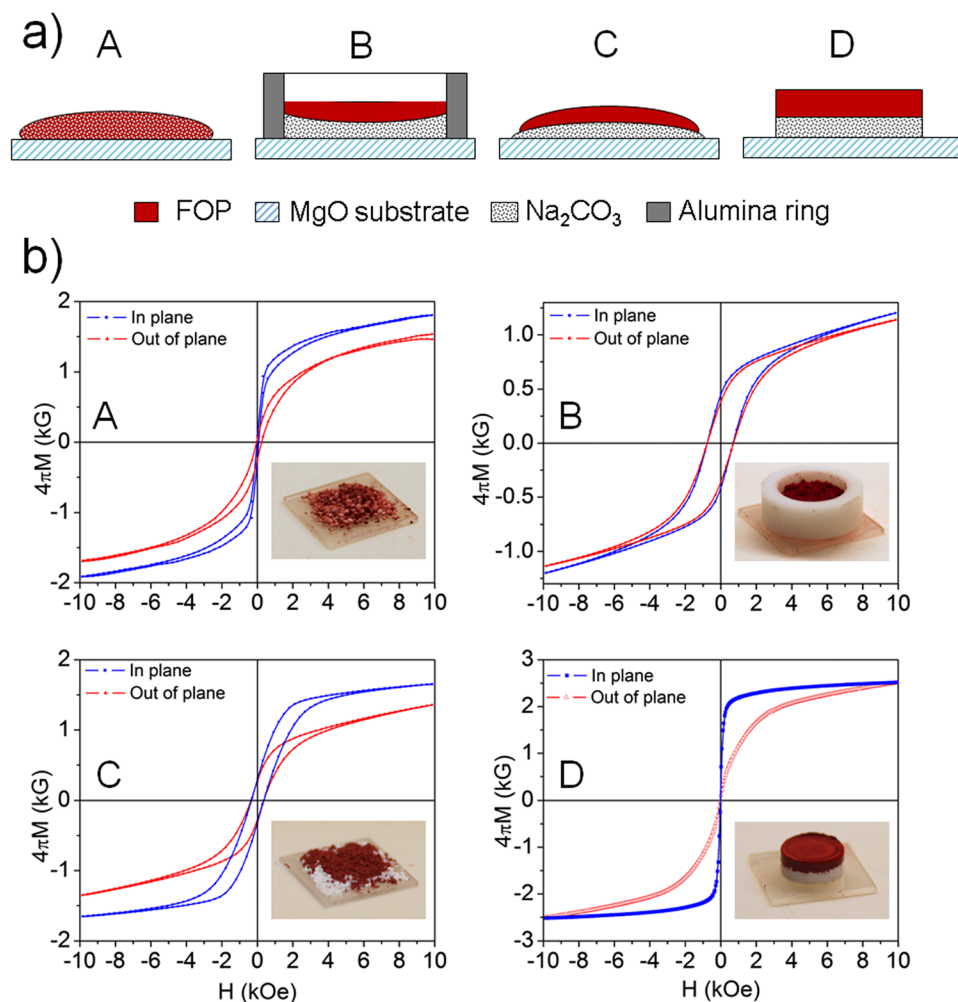 a)
A B C D
FOP MgO substrate Na₂CO₃ Alumina ring
b)
2
1
0
-1
-2
4πM (kG)
In plane
Out of plane
A
-10 -8 -6 -4 -2 0 2 4 6 8 10
1.0
0.5
0.0
-0.5
-1.0
4πM (kG)
In plane
Out of plane
B
-10 -8 -6 -4 -2 0 2 4 6 8 10
2
1
0
-1
-2
4πM (kG)
In plane
Out of plane
C
-10 -8 -6 -4 -2 0 2 4 6 8 10
H (kOe)
3
2
1
0
-1
-2
-3
4πM (kG)
In plane
Out of plane
D
-10 -8 -6 -4 -2 0 2 4 6 8 10
H (kOe)